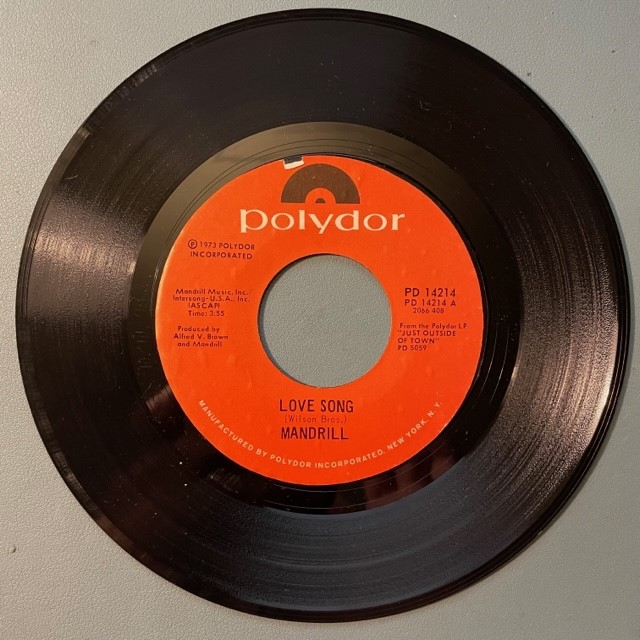 polydor
℗ 1973 POLYDOR
INCORPORATED
Mandrill Music, Inc.
Intersong-U.S.A., Inc.
(ASCAP)
Time: 3:55
Produced by
Alfred V. Brown
and Mandrill
PD 14214
PD 14214 A
2066 408
From the Polydor LP
"JUST OUTSIDE
OF TOWN"
PD 5059
LOVE SONG
(Wilson Bros.)
MANDRILL
MANUFACTURED BY POLYDOR INCORPORATED, NEW YORK, N.Y.